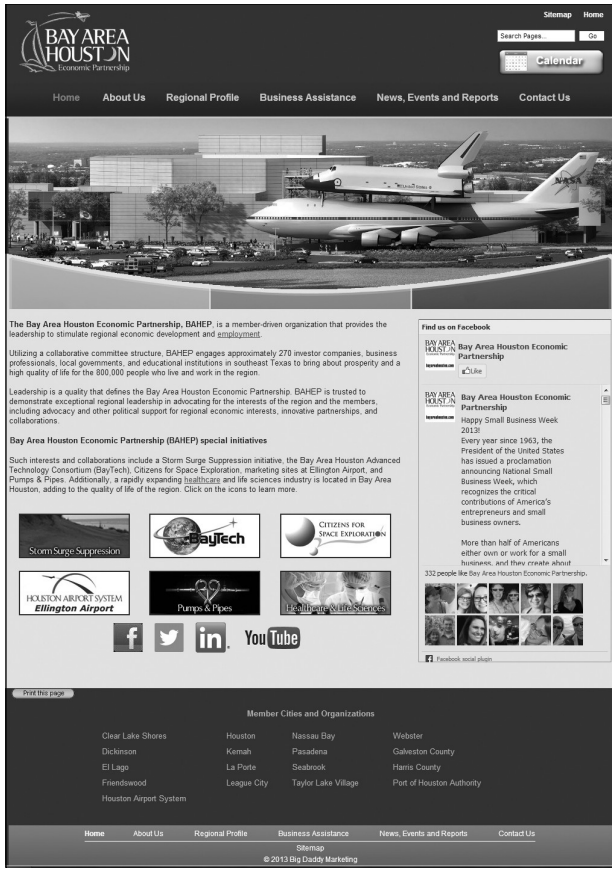 Sitemap Home
BAY AREA
HOUSTON
Economic Partnership
Search Pages... Go
Calendar
Home About Us Regional Profile Business Assistance News, Events and Reports Contact Us
NASA
The Bay Area Houston Economic Partnership, BAHEP, is a member-driven organization that provides the
leadership to stimulate regional economic development and employment.
Utilizing a collaborative committee structure, BAHEP engages approximately 270 investor companies, business
professionals, local governments, and educational institutions in southeast Texas to bring about prosperity and a
high quality of life for the 800,000 people who live and work in the region.
Leadership is a quality that defines the Bay Area Houston Economic Partnership. BAHEP is trusted to
demonstrate exceptional regional leadership in advocating for the interests of the region and the members,
including advocacy and other political support for regional economic interests, innovative partnerships, and
collaborations.
Bay Area Houston Economic Partnership (BAHEP) special initiatives
Such interests and collaborations include a Storm Surge Suppression initiative, the Bay Area Houston Advanced
Technology Consortium (BayTech), Citizens for Space Exploration, marketing sites at Ellington Airport, and
Pumps & Pipes. Additionally, a rapidly expanding healthcare and life sciences industry is located in Bay Area
Houston, adding to the quality of life of the region. Click on the icons to learn more.
Storm Surge Suppression
BayTech
CITIZENS FOR
SPACE EXPLORATION
HOUSTON AIRPORT SYSTEM
Ellington Airport
Pumps & Pipes
Healthcare & Life Sciences
f
in
YouTube
Find us on Facebook
BAY AREA
HOUSTON
Bay Area Houston Economic
Partnership
Like
BAY AREA
HOUSTON
Bay Area Houston Economic
Partnership
Happy Small Business Week
2013!
Every year since 1963, the
President of the United States
has issued a proclamation
announcing National Small
Business Week, which
recognizes the critical
contributions of America's
entrepreneurs and small
business owners.
More than half of Americans
either own or work for a small
business, and they create about
332 people like Bay Area Houston Economic Partnership.
Facebook social plugin
Print this page
Member Cities and Organizations
Clear Lake Shores Houston Nassau Bay Webster
Dickinson Kemah Pasadena Galveston County
El Lago La Porte Seabrook Harris County
Friendswood League City Taylor Lake Village Port of Houston Authority
Houston Airport System
Home About Us Regional Profile Business Assistance News, Events and Reports Contact Us
Sitemap
© 2013 Big Daddy Marketing